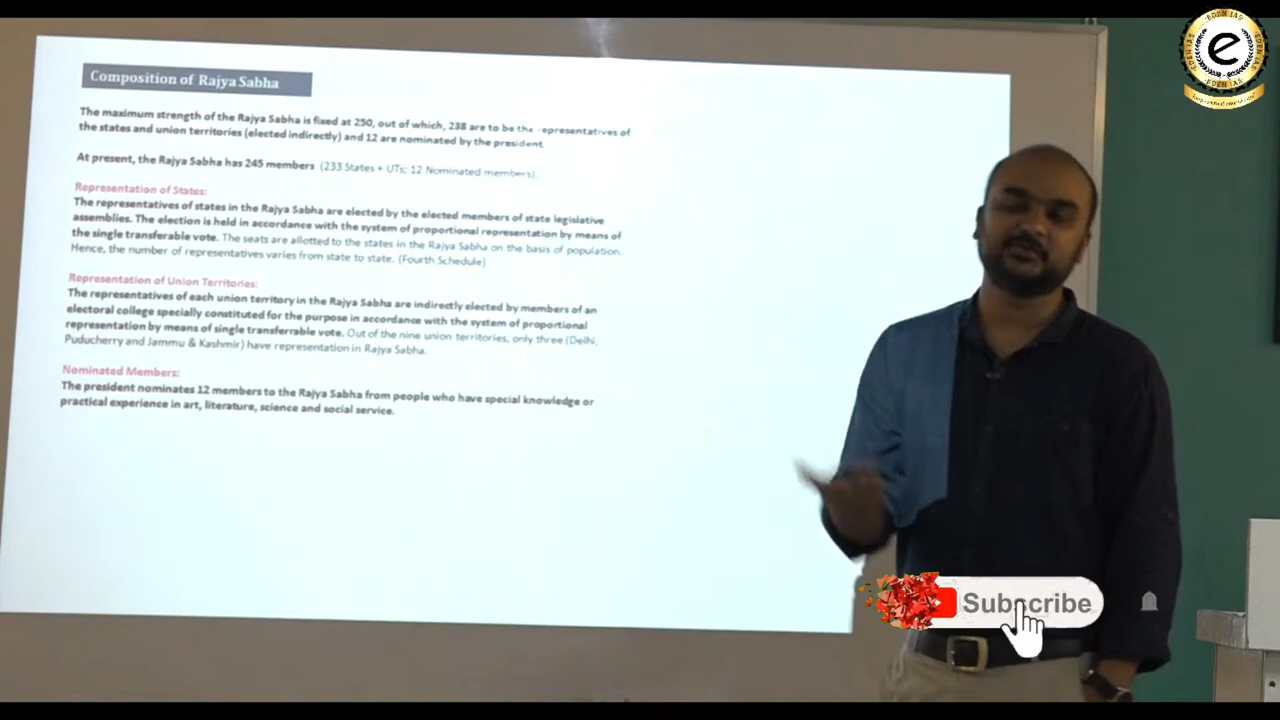 EDEN IAS
Composition of Rajya Sabha
The maximum strength of the Rajya Sabha is fixed at 250, out of which, 238 are to be the representatives of
the states and union territories (elected indirectly) and 12 are nominated by the president.
At present, the Rajya Sabha has 245 members (233 States + UTs; 12 Nominated members).
Representation of States:
The representatives of states in the Rajya Sabha are elected by the elected members of state legislative
assemblies. The election is held in accordance with the system of proportional representation by means of
the single transferable vote. The seats are allotted to the states in the Rajya Sabha on the basis of population.
Hence, the number of representatives varies from state to state. (Fourth Schedule)
Representation of Union Territories:
The representatives of each union territory in the Rajya Sabha are indirectly elected by members of an
electoral college specially constituted for the purpose in accordance with the system of proportional
representation by means of single transferrable vote. Out of the nine union territories, only three (Delhi,
Puducherry and Jammu & Kashmir) have representation in Rajya Sabha.
Nominated Members:
The president nominates 12 members to the Rajya Sabha from people who have special knowledge or
practical experience in art, literature, science and social service.
Subscribe